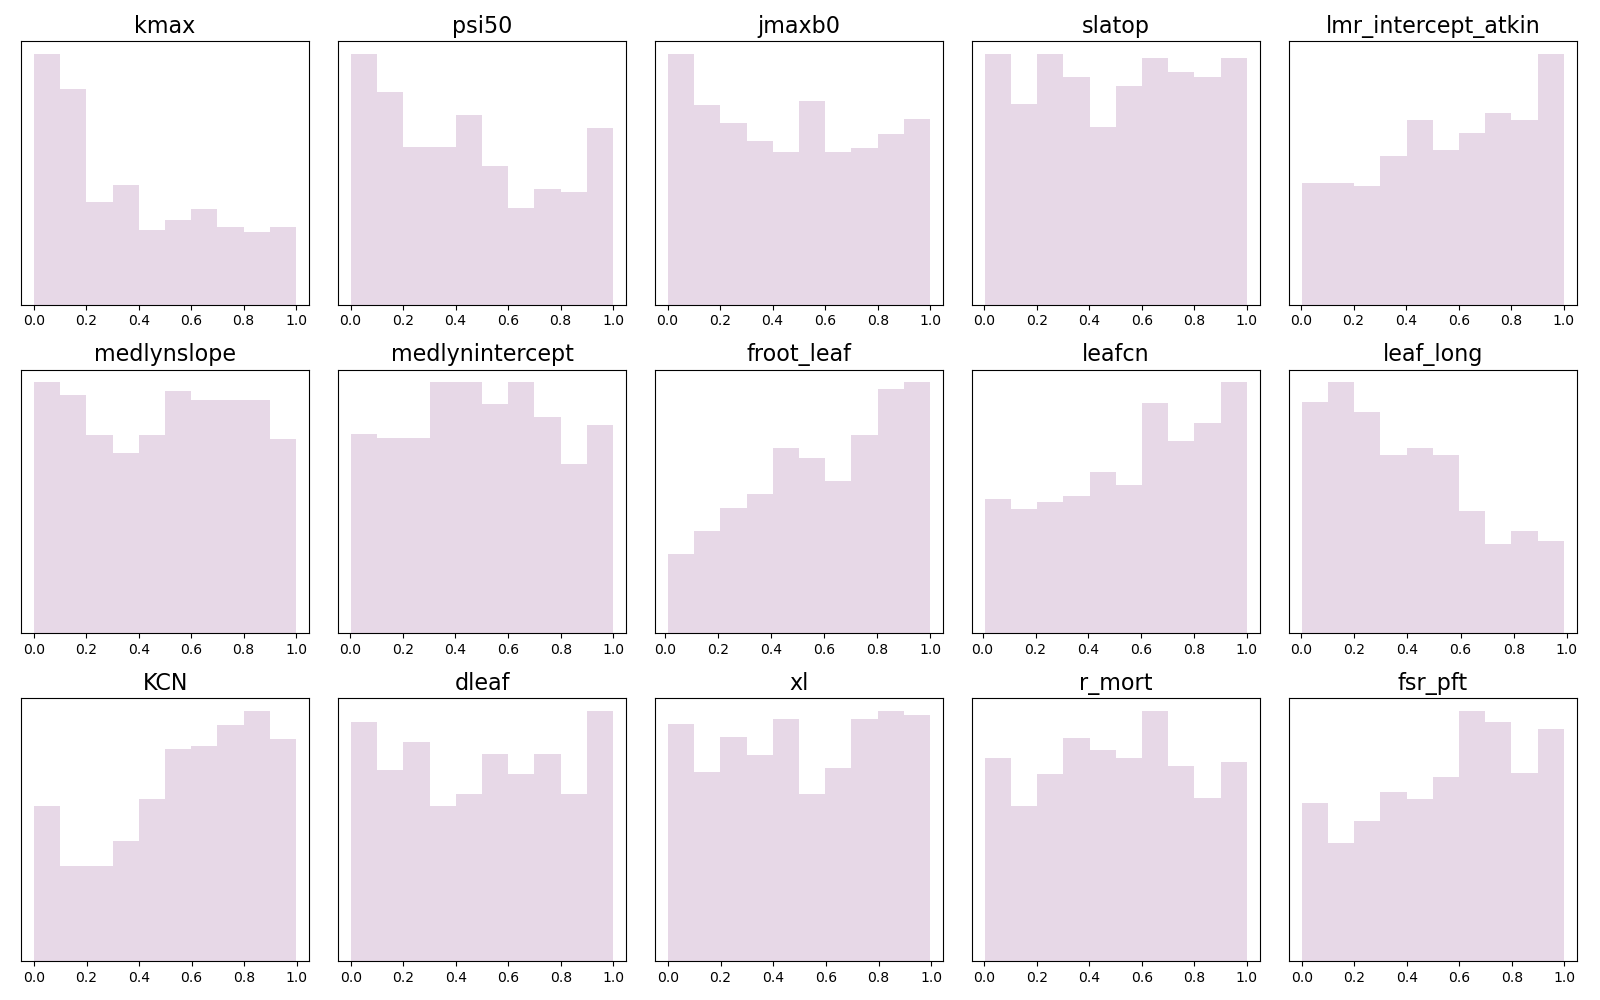 kmax psi50 jmaxb0 slatop lmr_intercept_atkin
0.0 0.2 0.4 0.6 0.8 1.0 0.0 0.2 0.4 0.6 0.8 1.0 0.0 0.2 0.4 0.6 0.8 1.0 0.0 0.2 0.4 0.6 0.8 1.0 0.0 0.2 0.4 0.6 0.8 1.0
medlynslope medlynintercept froot_leaf leafcn leaf_long
0.0 0.2 0.4 0.6 0.8 1.0 0.0 0.2 0.4 0.6 0.8 1.0 0.0 0.2 0.4 0.6 0.8 1.0 0.0 0.2 0.4 0.6 0.8 1.0 0.0 0.2 0.4 0.6 0.8 1.0
KCN dleaf xl r_mort fsr_pft
0.0 0.2 0.4 0.6 0.8 1.0 0.0 0.2 0.4 0.6 0.8 1.0 0.0 0.2 0.4 0.6 0.8 1.0 0.0 0.2 0.4 0.6 0.8 1.0 0.0 0.2 0.4 0.6 0.8 1.0